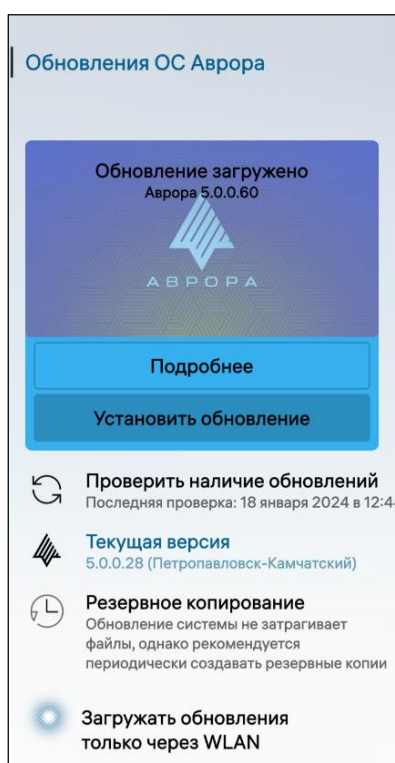 Обновления ОС Аврора
Обновление загружено
Аврора 5.0.0.60
АВРОРА
Подробнее
Установить обновление
Проверить наличие обновлений
Последняя проверка: 18 января 2024 в 12:4
Текущая версия
5.0.0.28 (Петропавловск-Камчатский)
Резервное копирование
Обновление системы не затрагивает
файлы, однако рекомендуется
периодически создавать резервные копии
Загружать обновления
только через WLAN